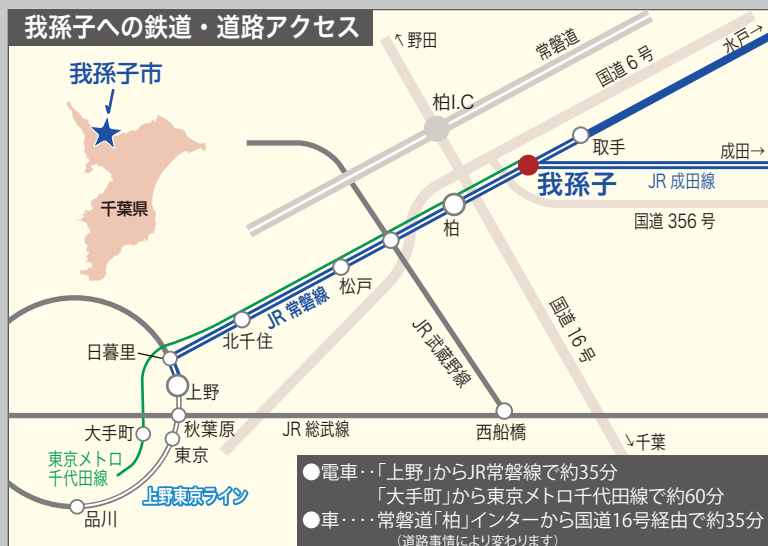 我孫子への鉄道・道路アクセス
我孫子市
千葉県
↖野田
常磐道
国道6号
水戸→
柏I.C
取手
成田→
我孫子
JR 成田線
国道 356 号
柏
松戸
JR 常磐線
北千住
日暮里
上野
JR 武蔵野線
国道 16号
大手町
秋葉原
JR 総武線
西船橋
↘千葉
東京
東京メトロ
千代田線
上野東京ライン
品川
●電車‥「上野」からJR常磐線で約35分
「大手町」から東京メトロ千代田線で約60分
●車‥‥常磐道「柏」インターから国道16号経由で約35分
（道路事情により変わります）